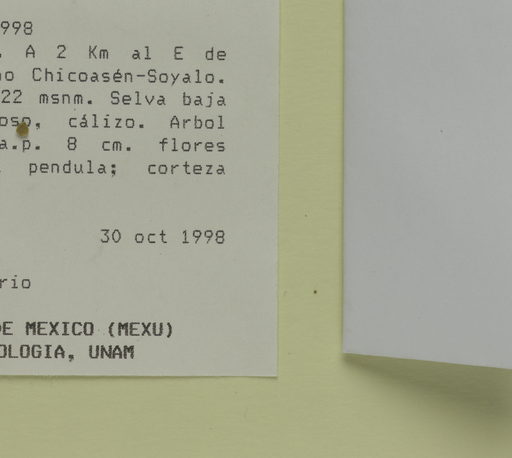 998
. A 2 Km al E de
no Chicoasén-Soyalo.
22 msnm. Selva baja
oso, cálizo. Arbol
a.p. 8 cm. flores
pendula; corteza
30 oct 1998
rio
DE MEXICO (MEXU)
OLOGIA, UNAM